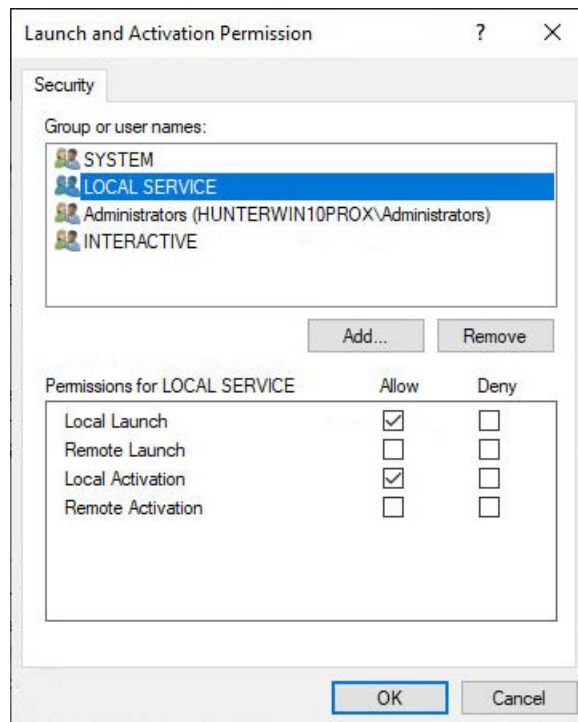 Launch and Activation Permission ? ×
Security
Group or user names:
SYSTEM
LOCAL SERVICE
Administrators (HUNTERWIN10PROX\Administrators)
INTERACTIVE
Add... Remove
Permissions for LOCAL SERVICE Allow Deny
Local Launch
Remote Launch
Local Activation
Remote Activation
OK Cancel